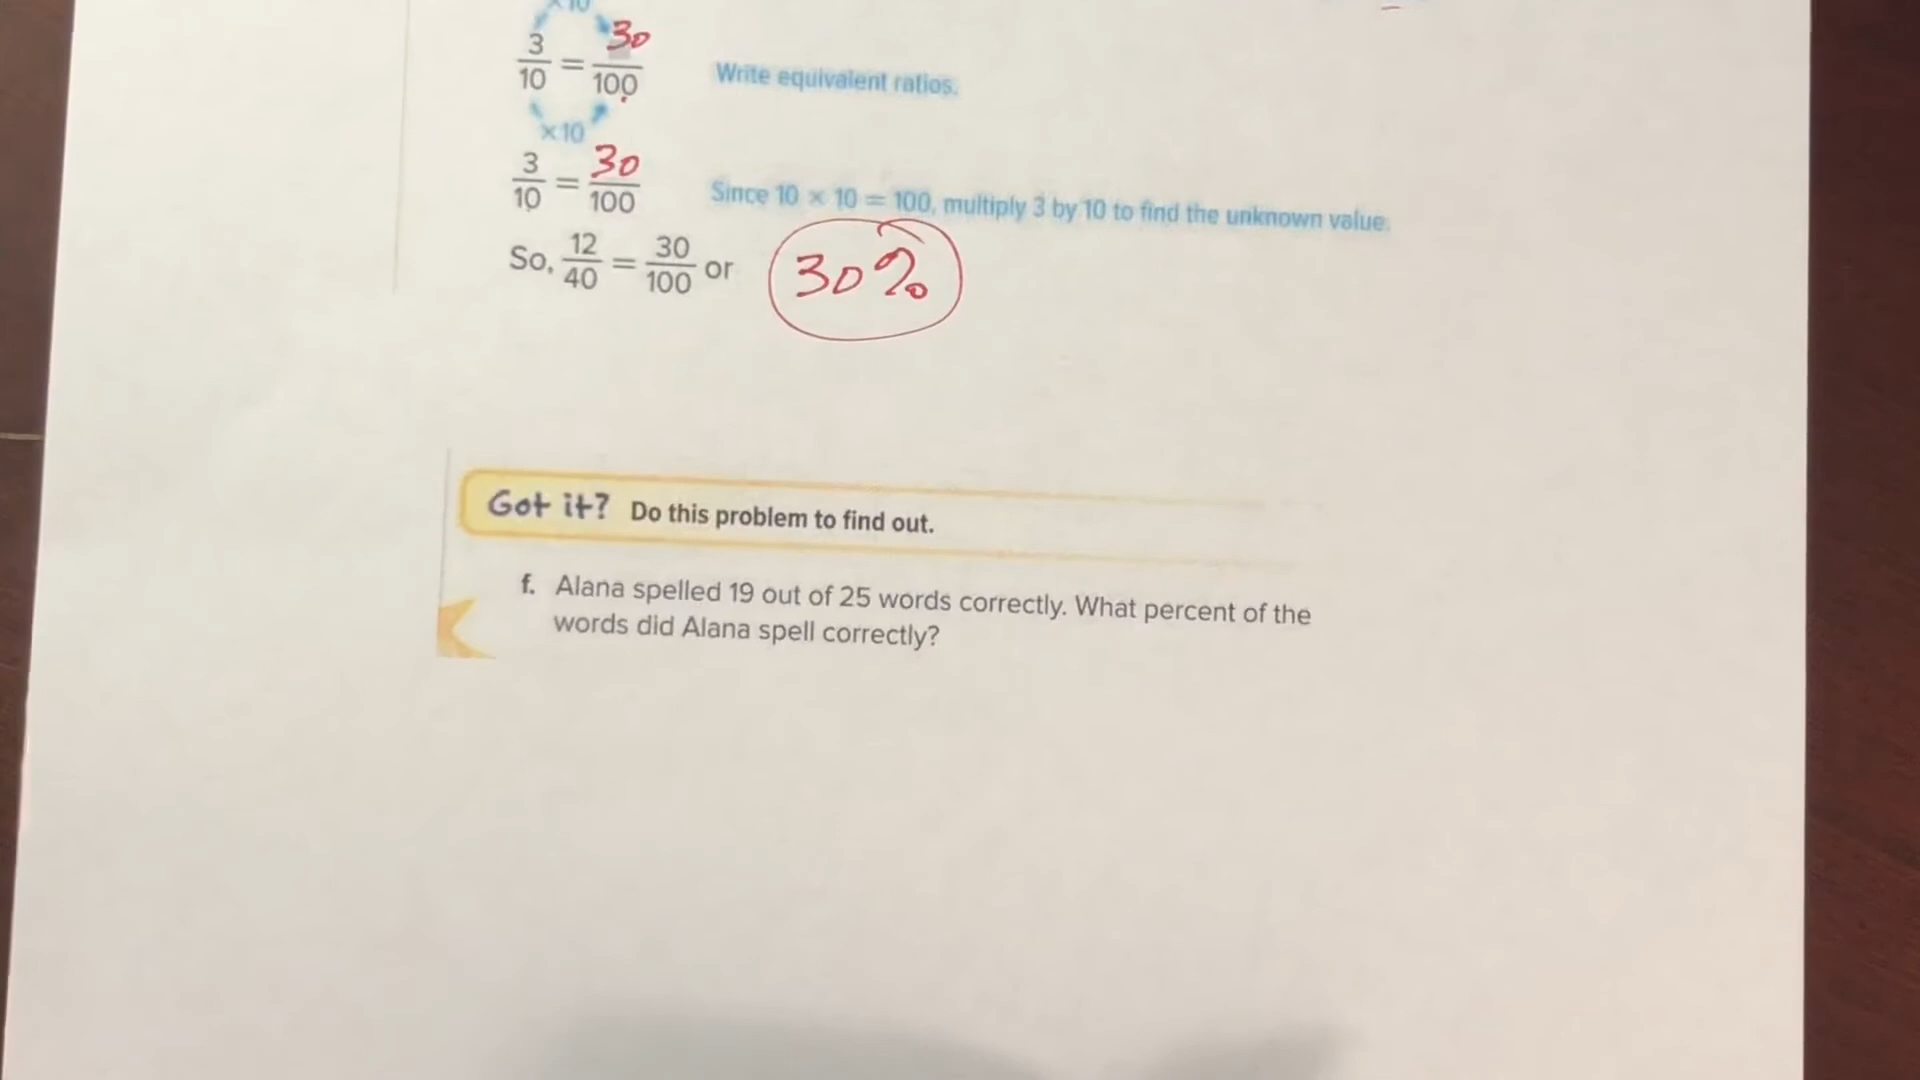 ×10
3/10 = 30/100 Write equivalent ratios.
×10
3/10 = 30/100 Since 10 × 10 = 100, multiply 3 by 10 to find the unknown value.
So, 12/40 = 30/100 or 30%
Got it? Do this problem to find out.
f. Alana spelled 19 out of 25 words correctly. What percent of the
words did Alana spell correctly?